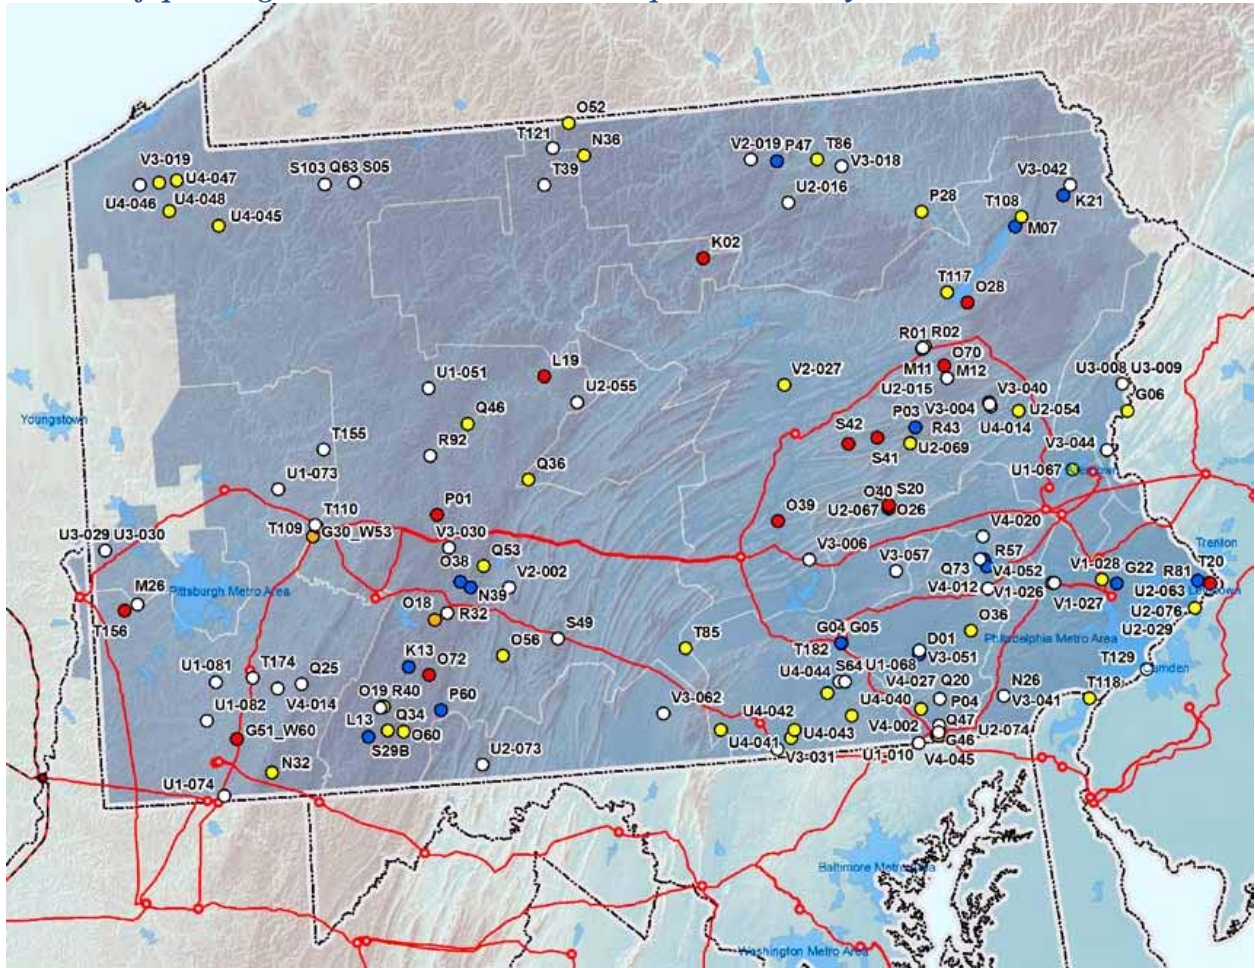 O52
T121
N36
V2-019 P47 T86
V3-019
S103 Q63 S05
T39
V3-018
V3-042
U4-047
U4-046
U4-048
U2-016
K21
U4-045
P28
T108
M07
K02
T117
O28
R01 R02
L19
O70
M11
M12
U1-051
U2-055
V2-027
U2-015
U3-008 U3-009
G06
Q46
P03
V3-004
V3-040
R43
U2-054
U4-014
Youngstown
T155
R92
S42
S41
U2-069
V3-044
U1-073
Q36
U1-067
P01
O40 S20
T110
O39
U2-067
O26
U3-029 U3-030
T109
G30_W53
V3-030
V4-020
Q53
V3-006
V3-057
R57
Trenton
O38
Q73
V4-052
V1-028
G22
R81
T20
M26
Pittsburgh Metro Area
N39
V2-002
V4-012
V1-026
V1-027
U2-063
T156
O18
R32
S49
O36
U2-076
U2-029
O56
T85
G04 G05
D01
Philadelphia Metro Area
U1-081
T174
Q25
K13
O72
T182
U4-044
S64
U1-068
V3-051
T129
Camden
V4-014
O19 R40
P60
V4-027
Q20
N26
T118
U1-082
L13
Q34
V3-062
U4-042
U4-040
P04
V3-041
G51_W60
O60
S29B
U4-041
U4-043
V4-002
Q47
U2-074
N32
U2-073
V3-031
U1-010
G46
V4-045
U1-074
Washington Metro Area